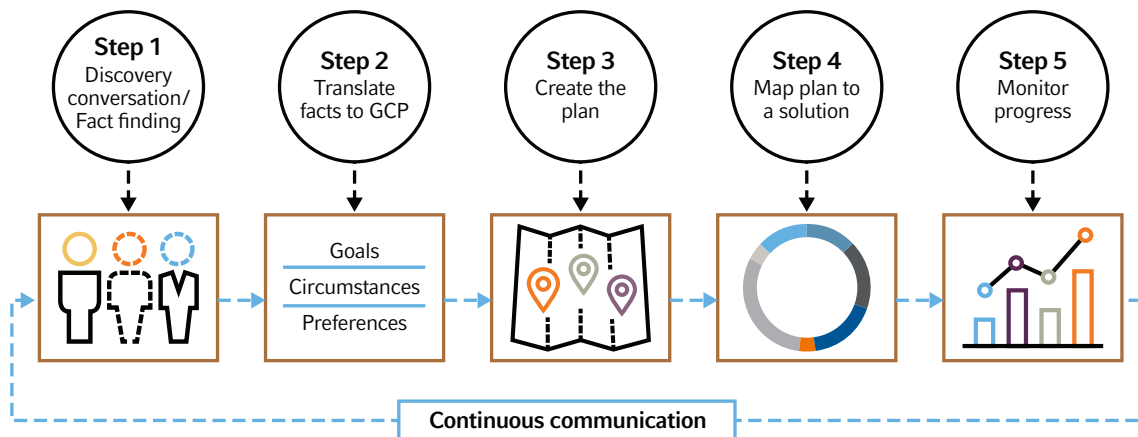 Step 1
Discovery
conversation/
Fact finding
Step 2
Translate
facts to GCP
Step 3
Create the
plan
Step 4
Map plan to
a solution
Step 5
Monitor
progress
Goals
Circumstances
Preferences
Continuous communication